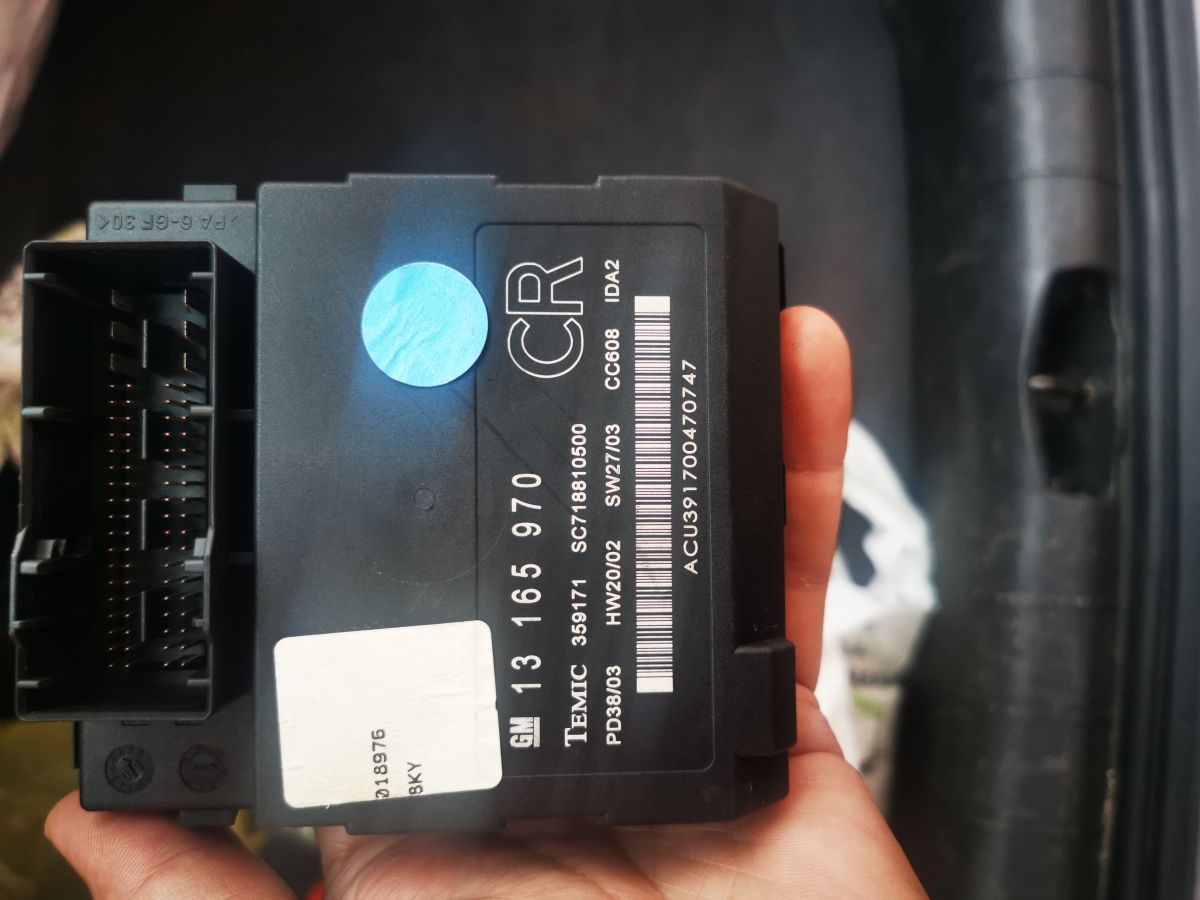 >PA 6-GF 30<
CR
GM 13 165 970
TEMIC 359171 SC718810500
PD38/03 HW20/02 SW27/03 CC608 IDA2
ACU391700470747
018976
8KY